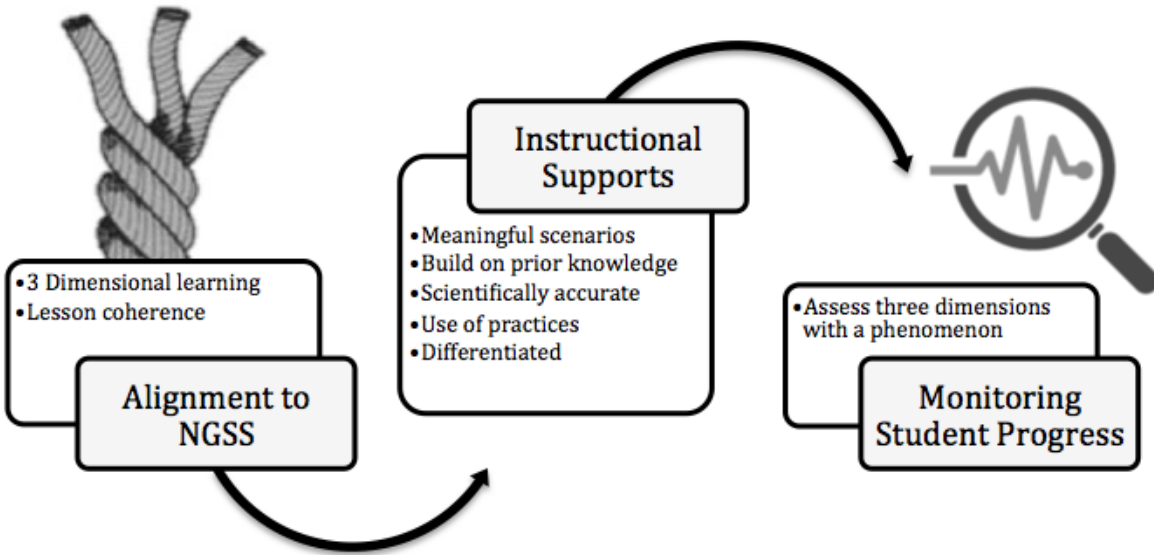 •3 Dimensional learning
•Lesson coherence
Alignment to
NGSS
Instructional
Supports
•Meaningful scenarios
•Build on prior knowledge
•Scientifically accurate
•Use of practices
•Differentiated
•Assess three dimensions
with a phenomenon
Monitoring
Student Progress